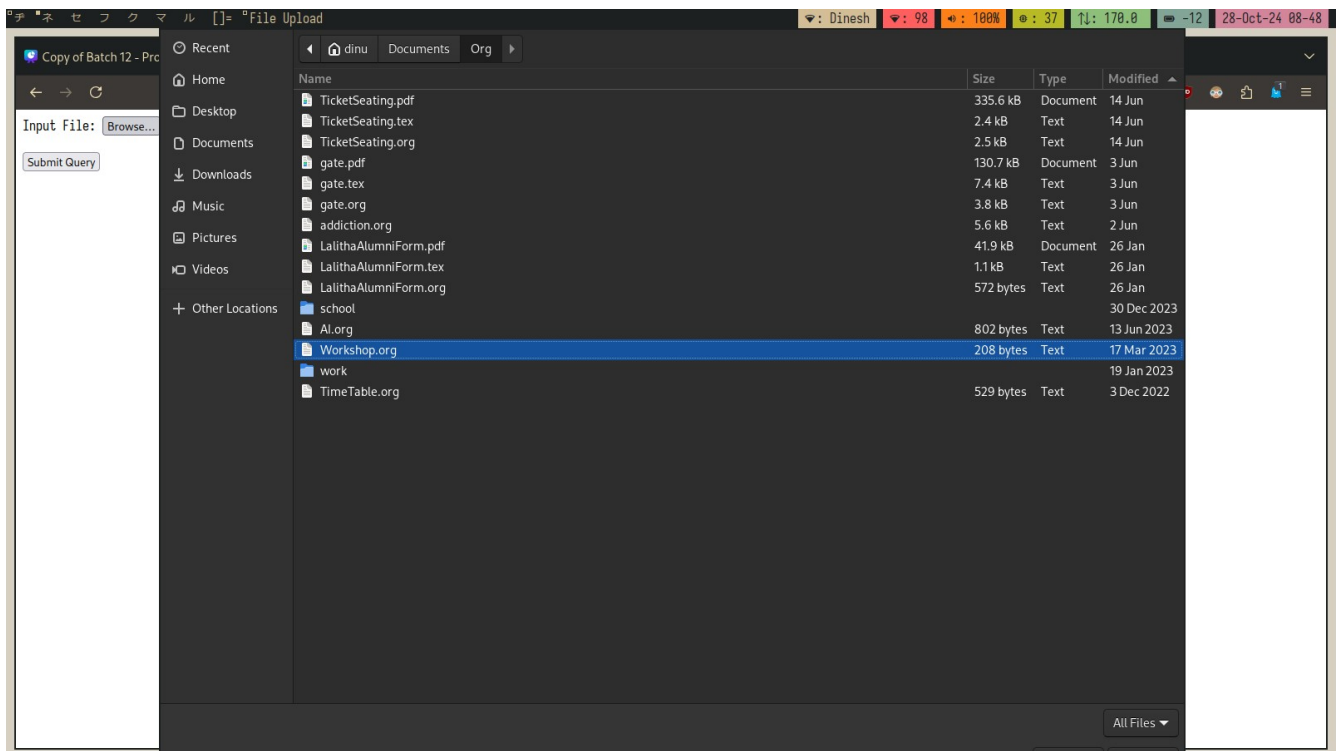 ヂ ネ セ フ ク マ ル []= File Upload : Dinesh : 98 : 100% : 37 : 170.0 -12 28-Oct-24 08-48
Copy of Batch 12 - Pro
Input File: Browse...
Submit Query
Recent
Home
Desktop
Documents
Downloads
Music
Pictures
Videos
Other Locations
dinu Documents Org
Name Size Type Modified
TicketSeating.pdf 335.6 kB Document 14 Jun
TicketSeating.tex 2.4 kB Text 14 Jun
TicketSeating.org 2.5 kB Text 14 Jun
gate.pdf 130.7 kB Document 3 Jun
gate.tex 7.4 kB Text 3 Jun
gate.org 3.8 kB Text 3 Jun
addiction.org 5.6 kB Text 2 Jun
LalithaAlumniForm.pdf 41.9 kB Document 26 Jan
LalithaAlumniForm.tex 1.1 kB Text 26 Jan
LalithaAlumniForm.org 572 bytes Text 26 Jan
school 30 Dec 2023
AI.org 802 bytes Text 13 Jun 2023
Workshop.org 208 bytes Text 17 Mar 2023
work 19 Jan 2023
TimeTable.org 529 bytes Text 3 Dec 2022
All Files